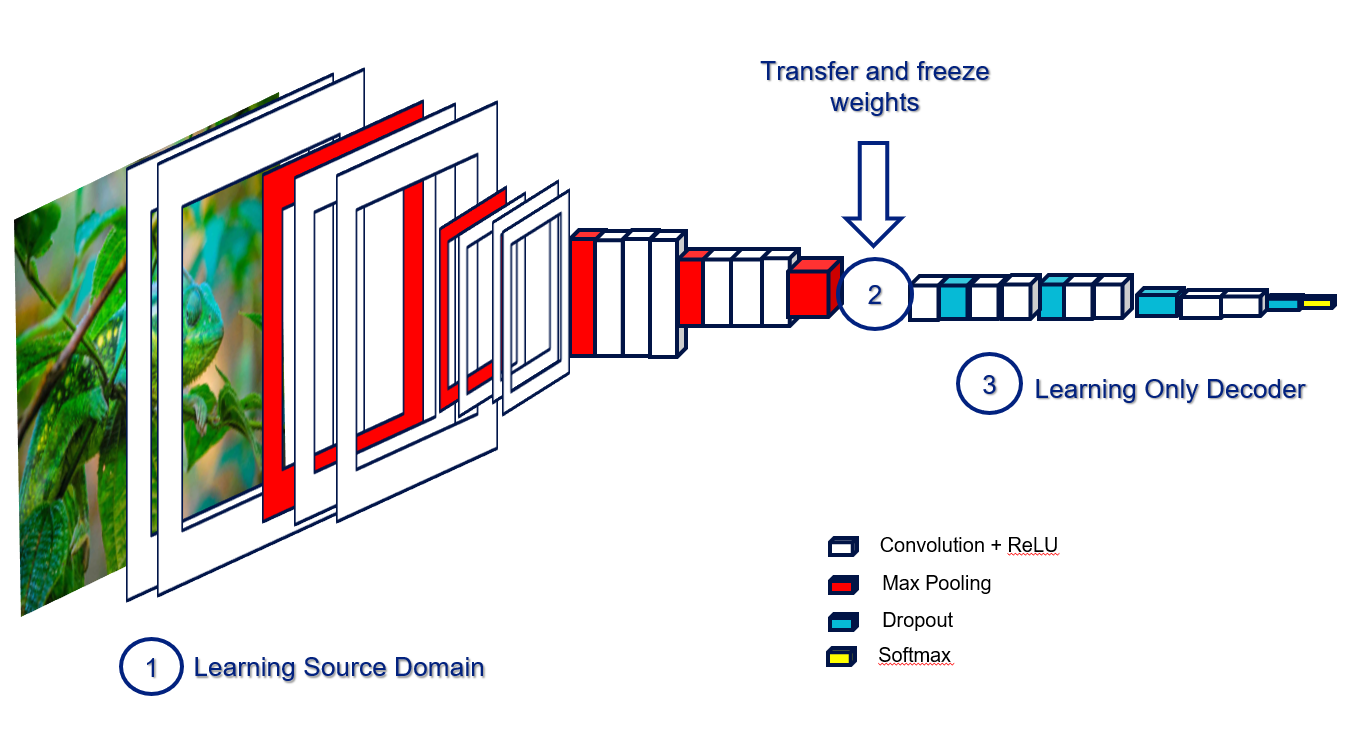 Transfer and freeze
weights
2
3 Learning Only Decoder
Convolution + ReLU
Max Pooling
Dropout
Softmax
1 Learning Source Domain